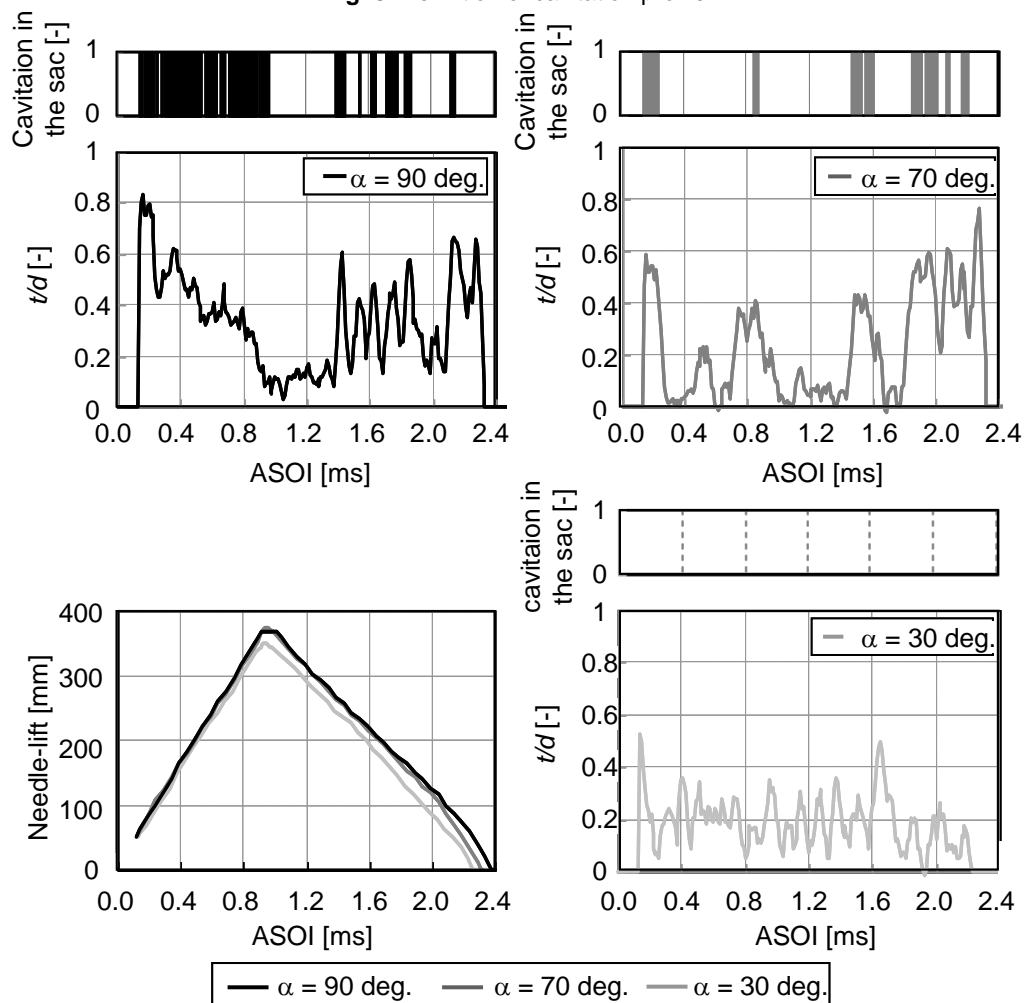 Cavitaion in
the sac [-]
1
0
Cavitaion in
the sac [-]
1
0
1
0.8
0.6
0.4
0.2
0
t/d [-]
α = 90 deg.
0.0 0.4 0.8 1.2 1.6 2.0 2.4
ASOI [ms]
1
0.8
0.6
0.4
0.2
0
t/d [-]
α = 70 deg.
0.0 0.4 0.8 1.2 1.6 2.0 2.4
ASOI [ms]
cavitaion in
the sac [-]
1
0
400
300
200
100
0
Needle-lift [mm]
0.0 0.4 0.8 1.2 1.6 2.0 2.4
ASOI [ms]
1
0.8
0.6
0.4
0.2
0
t/d [-]
α = 30 deg.
0.0 0.4 0.8 1.2 1.6 2.0 2.4
ASOI [ms]
α = 90 deg. α = 70 deg. α = 30 deg.